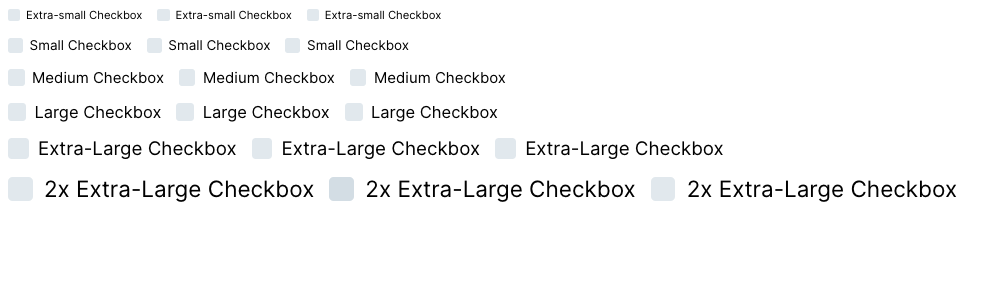 Extra-small Checkbox Extra-small Checkbox Extra-small Checkbox
Small Checkbox Small Checkbox Small Checkbox
Medium Checkbox Medium Checkbox Medium Checkbox
Large Checkbox Large Checkbox Large Checkbox
Extra-Large Checkbox Extra-Large Checkbox Extra-Large Checkbox
2x Extra-Large Checkbox 2x Extra-Large Checkbox 2x Extra-Large Checkbox